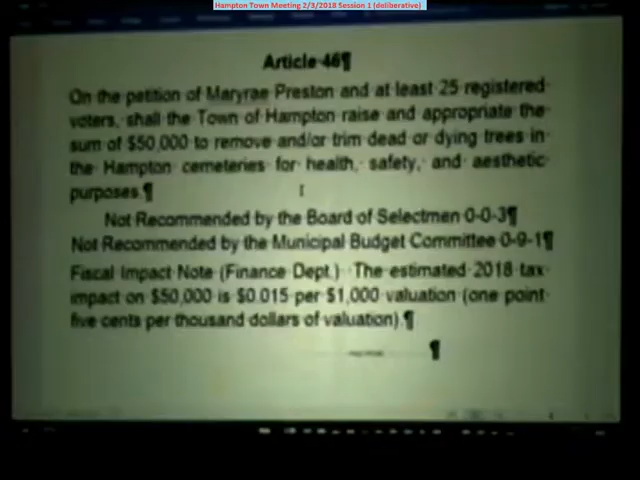 Hampton Town Meeting 2/3/2018 Session 1 (deliberative)
Article·46¶
On the petition of Maryrae Preston and at least 25 registered
voters, shall the Town of Hampton raise and appropriate the
sum of $50,000 to remove and/or trim dead or dying trees in
the Hampton cemeteries for health, safety, and aesthetic
purposes.¶
Not Recommended by the Board of Selectmen 0-0-3¶
Not Recommended by the Municipal Budget Committee 0-9-1¶
Fiscal Impact Note (Finance Dept.) The estimated 2018 tax
impact on $50,000 is $0.015 per $1,000 valuation (one point
five cents per thousand dollars of valuation).¶
¶